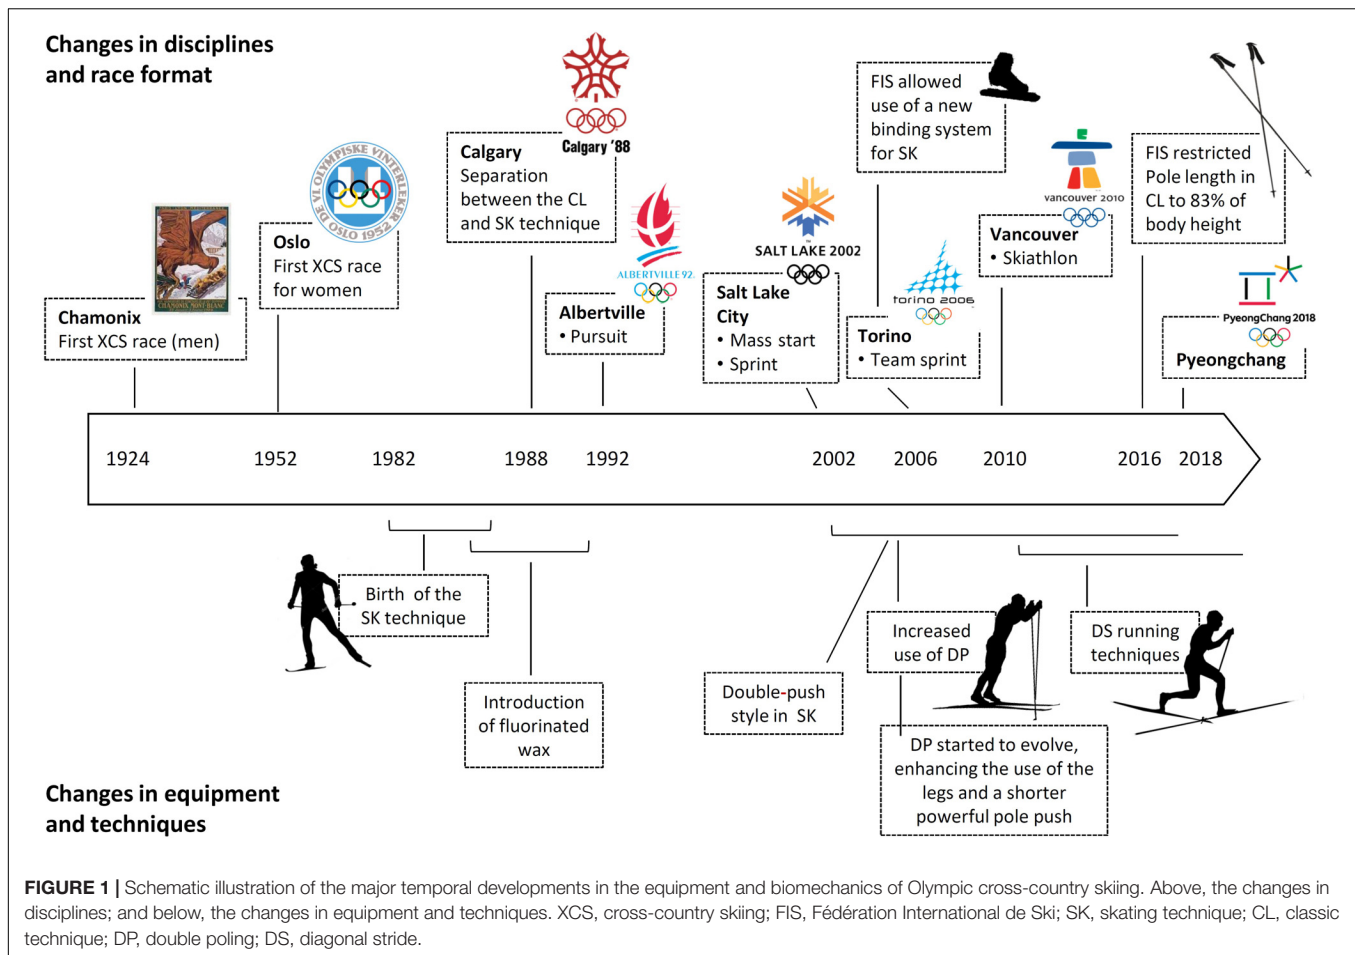 Changes in disciplines
and race format
Chamonix
First XCS race (men)
CHAMONIX MONT-BLANC
Oslo
First XCS race
for women
DE VI OLYMPISKE VINTERLEKER
OSLO 1952
Calgary
Separation
between the CL
and SK technique
Calgary '88
Albertville
• Pursuit
ALBERTVILLE 92
SALT LAKE 2002
Salt Lake
City
• Mass start
• Sprint
FIS allowed
use of a new
binding system
for SK
torino 2006
Torino
• Team sprint
vancouver 2010
Vancouver
• Skiathlon
FIS restricted
Pole length in
CL to 83% of
body height
PyeongChang 2018
Pyeongchang
1924 1952 1982 1988 1992 2002 2006 2010 2016 2018
Birth of the
SK technique
Introduction
of fluorinated
wax
Double-push
style in SK
Increased
use of DP
DP started to evolve,
enhancing the use of the
legs and a shorter
powerful pole push
DS running
techniques
Changes in equipment
and techniques
FIGURE 1 | Schematic illustration of the major temporal developments in the equipment and biomechanics of Olympic cross-country skiing. Above, the changes in
disciplines; and below, the changes in equipment and techniques. XCS, cross-country skiing; FIS, Fédération International de Ski; SK, skating technique; CL, classic
technique; DP, double poling; DS, diagonal stride.